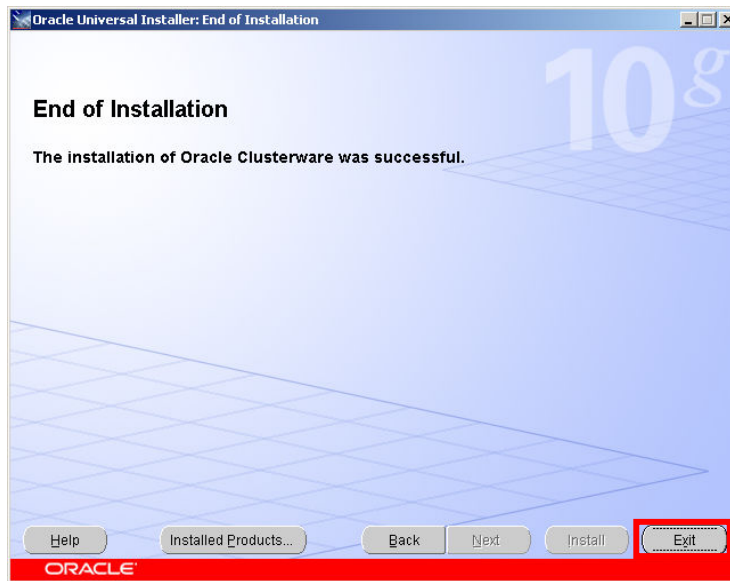 Oracle Universal Installer: End of Installation
10g
End of Installation
The installation of Oracle Clusterware was successful.
Help
Installed Products...
Back
Next
Install
Exit
ORACLE